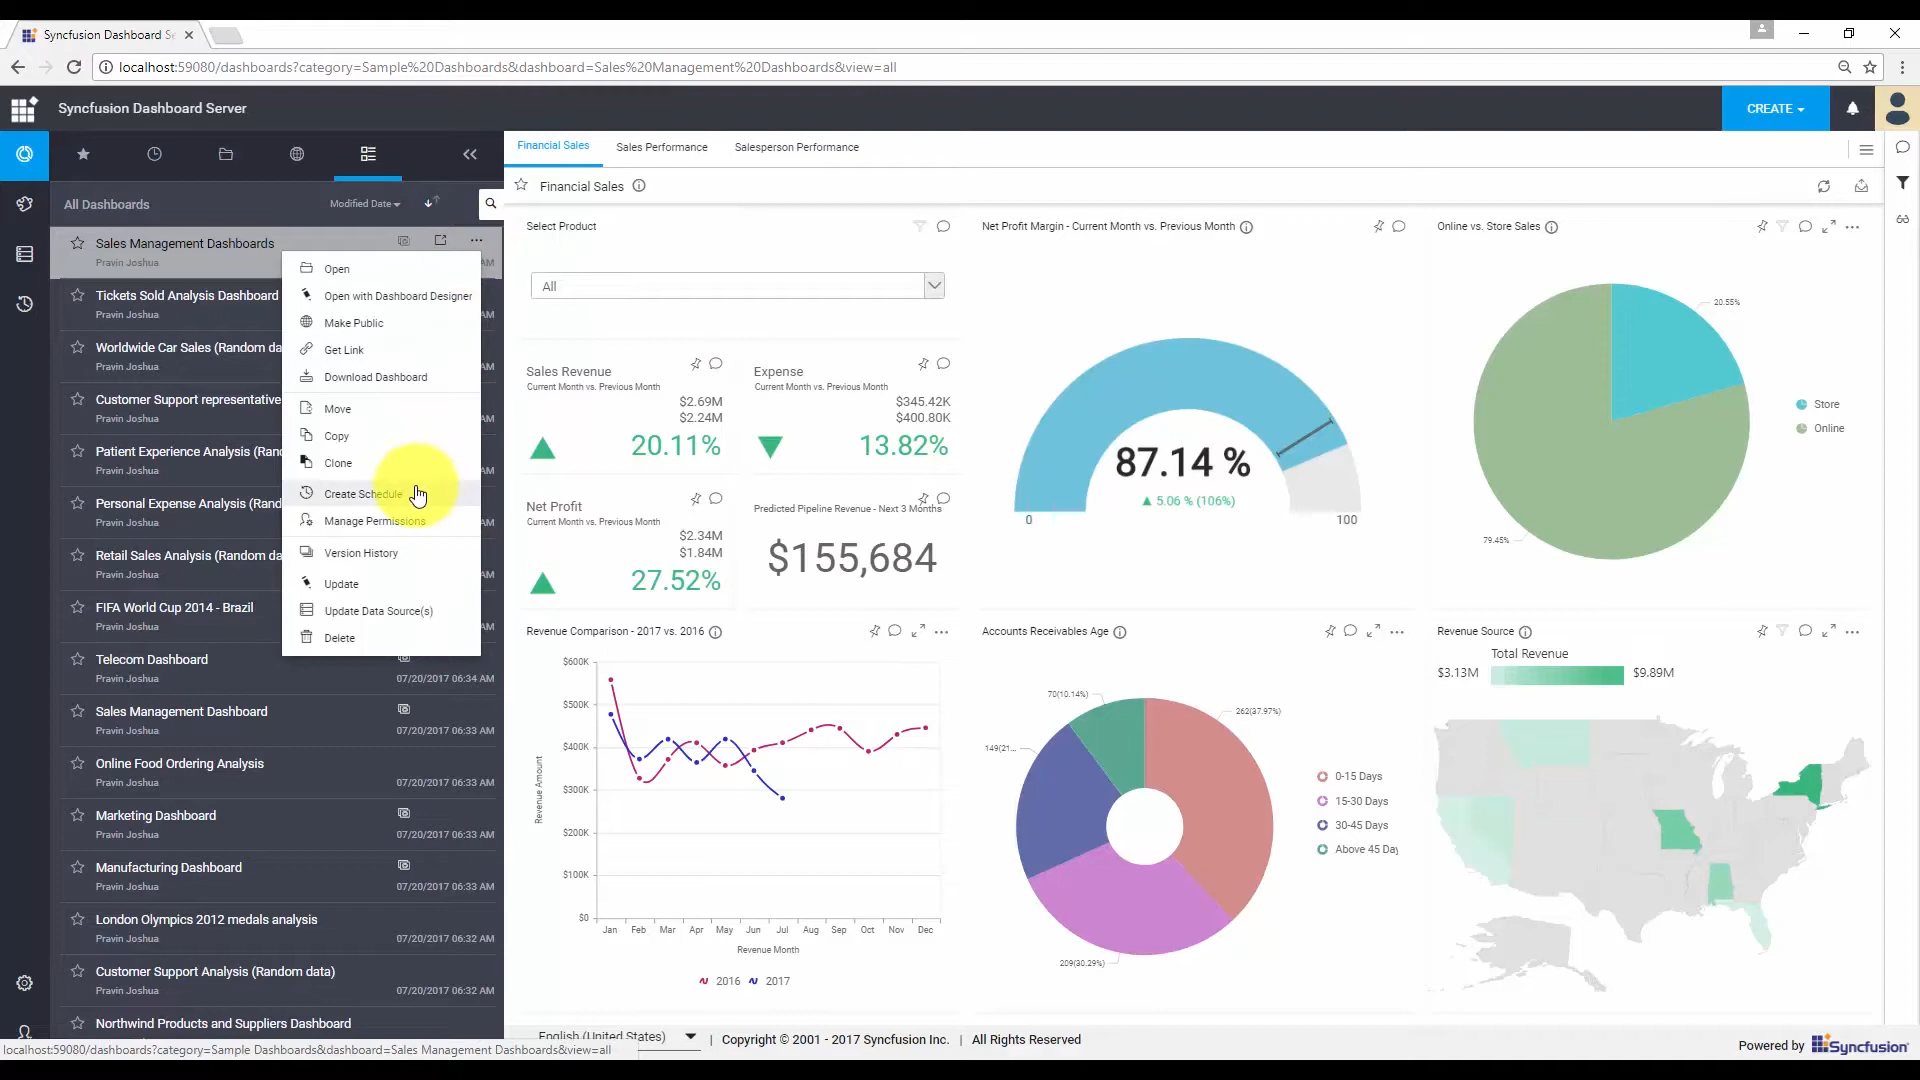 Syncfusion Dashboard Se
localhost:59080/dashboards?category=Sample%20Dashboards&dashboard=Sales%20Management%20Dashboards&view=all
Syncfusion Dashboard Server
CREATE
Financial Sales
Sales Performance
Salesperson Performance
All Dashboards
Modified Date
Financial Sales
Sales Management Dashboards
Pravin Joshua
AM
Tickets Sold Analysis Dashboard
Pravin Joshua
AM
Worldwide Car Sales (Random da
Pravin Joshua
AM
Customer Support representative
Pravin Joshua
AM
Patient Experience Analysis (Ran
Pravin Joshua
AM
Personal Expense Analysis (Rand
Pravin Joshua
AM
Retail Sales Analysis (Random da
Pravin Joshua
AM
FIFA World Cup 2014 - Brazil
Pravin Joshua
AM
Telecom Dashboard
Pravin Joshua
07/20/2017 06:34 AM
Sales Management Dashboard
Pravin Joshua
07/20/2017 06:33 AM
Online Food Ordering Analysis
Pravin Joshua
07/20/2017 06:33 AM
Marketing Dashboard
Pravin Joshua
07/20/2017 06:33 AM
Manufacturing Dashboard
Pravin Joshua
07/20/2017 06:33 AM
London Olympics 2012 medals analysis
Pravin Joshua
07/20/2017 06:32 AM
Customer Support Analysis (Random data)
Pravin Joshua
07/20/2017 06:32 AM
Northwind Products and Suppliers Dashboard
Open
Open with Dashboard Designer
Make Public
Get Link
Download Dashboard
Move
Copy
Clone
Create Schedule
Manage Permissions
Version History
Update
Update Data Source(s)
Delete
Select Product
All
Sales Revenue
Current Month vs. Previous Month
$2.69M
$2.24M
20.11%
Expense
Current Month vs. Previous Month
$345.42K
$400.80K
13.82%
Net Profit
Current Month vs. Previous Month
$2.34M
$1.84M
27.52%
Predicted Pipeline Revenue - Next 3 Months
$155,684
Net Profit Margin - Current Month vs. Previous Month
87.14 %
5.06 % (106%)
0
100
Online vs. Store Sales
20.55%
79.45%
Store
Online
Revenue Comparison - 2017 vs. 2016
$600K
$500K
$400K
$300K
$200K
$100K
$0
Revenue Amount
Jan Feb Mar Apr May Jun Jul Aug Sep Oct Nov Dec
Revenue Month
2016 2017
Accounts Receivables Age
70(10.14%)
262(37.97%)
149(21...
209(30.29%)
0-15 Days
15-30 Days
30-45 Days
Above 45 Day
Revenue Source
Total Revenue
$3.13M
$9.89M
English (United States)
| Copyright © 2001 - 2017 Syncfusion Inc. | All Rights Reserved
Powered by Syncfusion
localhost:59080/dashboards?category=Sample Dashboards&dashboard=Sales Management Dashboards&view=all